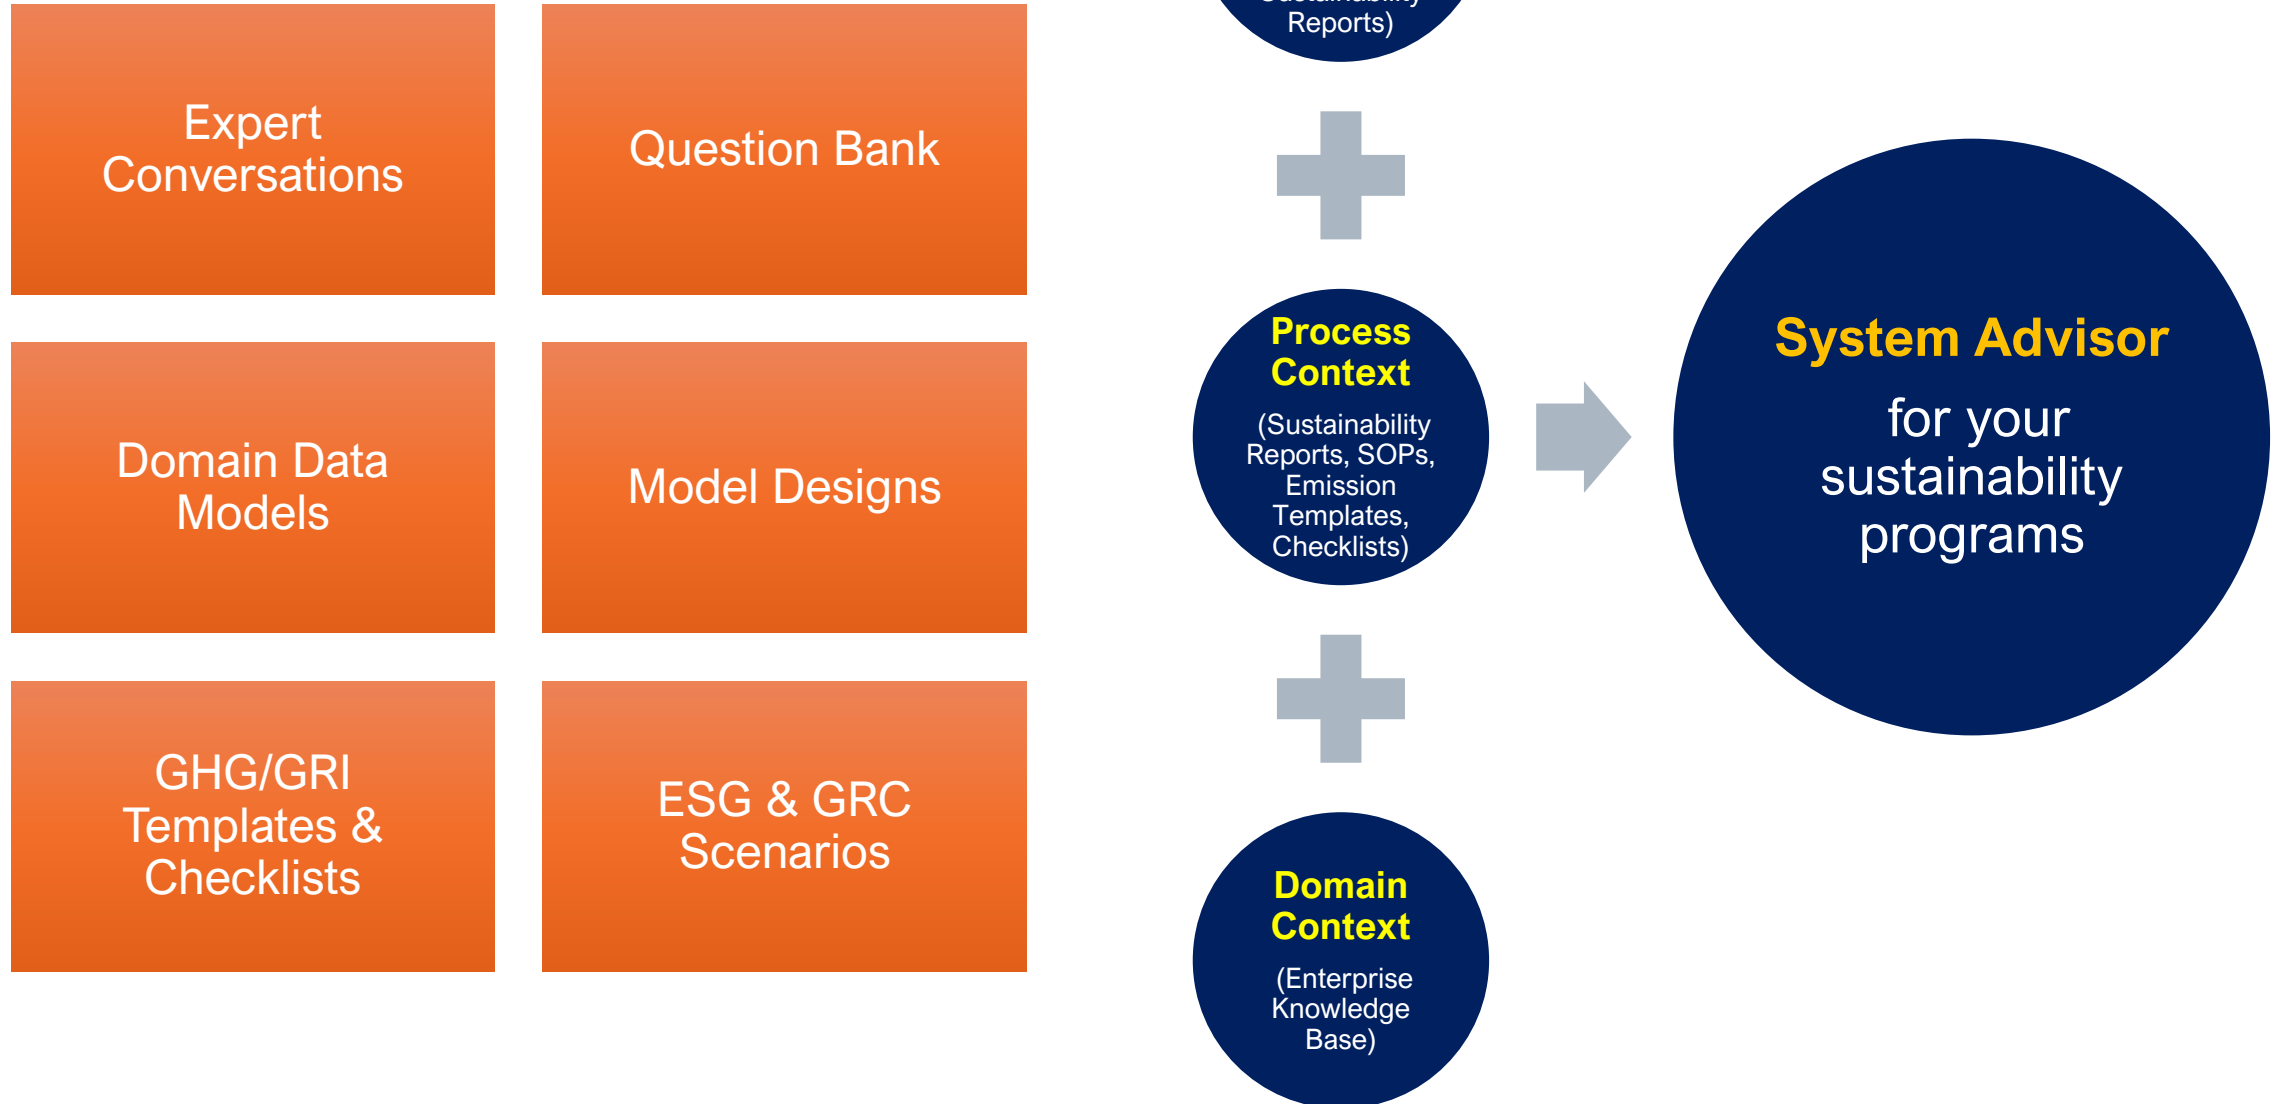 Expert
Conversations
Question Bank
Domain Data
Models
Model Designs
GHG/GRI
Templates &
Checklists
ESG & GRC
Scenarios
Reports)
Process
Context
(Sustainability
Reports, SOPs,
Emission
Templates,
Checklists)
Domain
Context
(Enterprise
Knowledge
Base)
System Advisor
for your
sustainability
programs